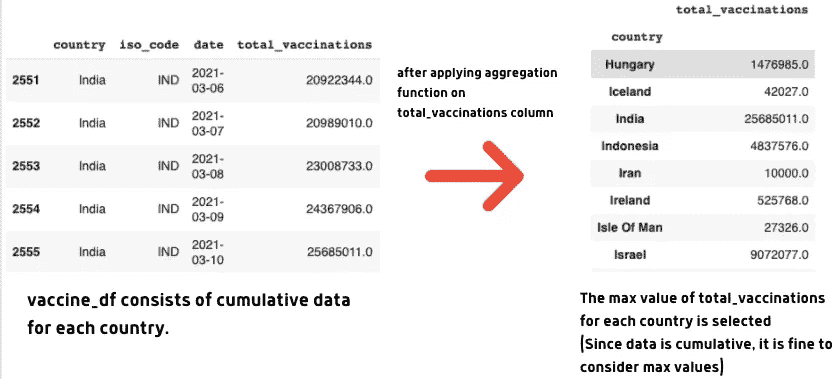 country iso_code date total_vaccinations
2551 India IND 2021-
03-06 20922344.0
2552 India IND 2021-
03-07 20989010.0
2553 India IND 2021-
03-08 23008733.0
2554 India IND 2021-
03-09 24367906.0
2555 India IND 2021-
03-10 25685011.0
vaccine_df consists of cumulative data
for each country.
after applying aggregation
function on
total_vaccinations column
total_vaccinations
country
Hungary 1476985.0
Iceland 42027.0
India 25685011.0
Indonesia 4837576.0
Iran 10000.0
Ireland 525768.0
Isle Of Man 27326.0
Israel 9072077.0
The max value of total_vaccinations
for each country is selected
(Since data is cumulative, it is fine to
consider max values)